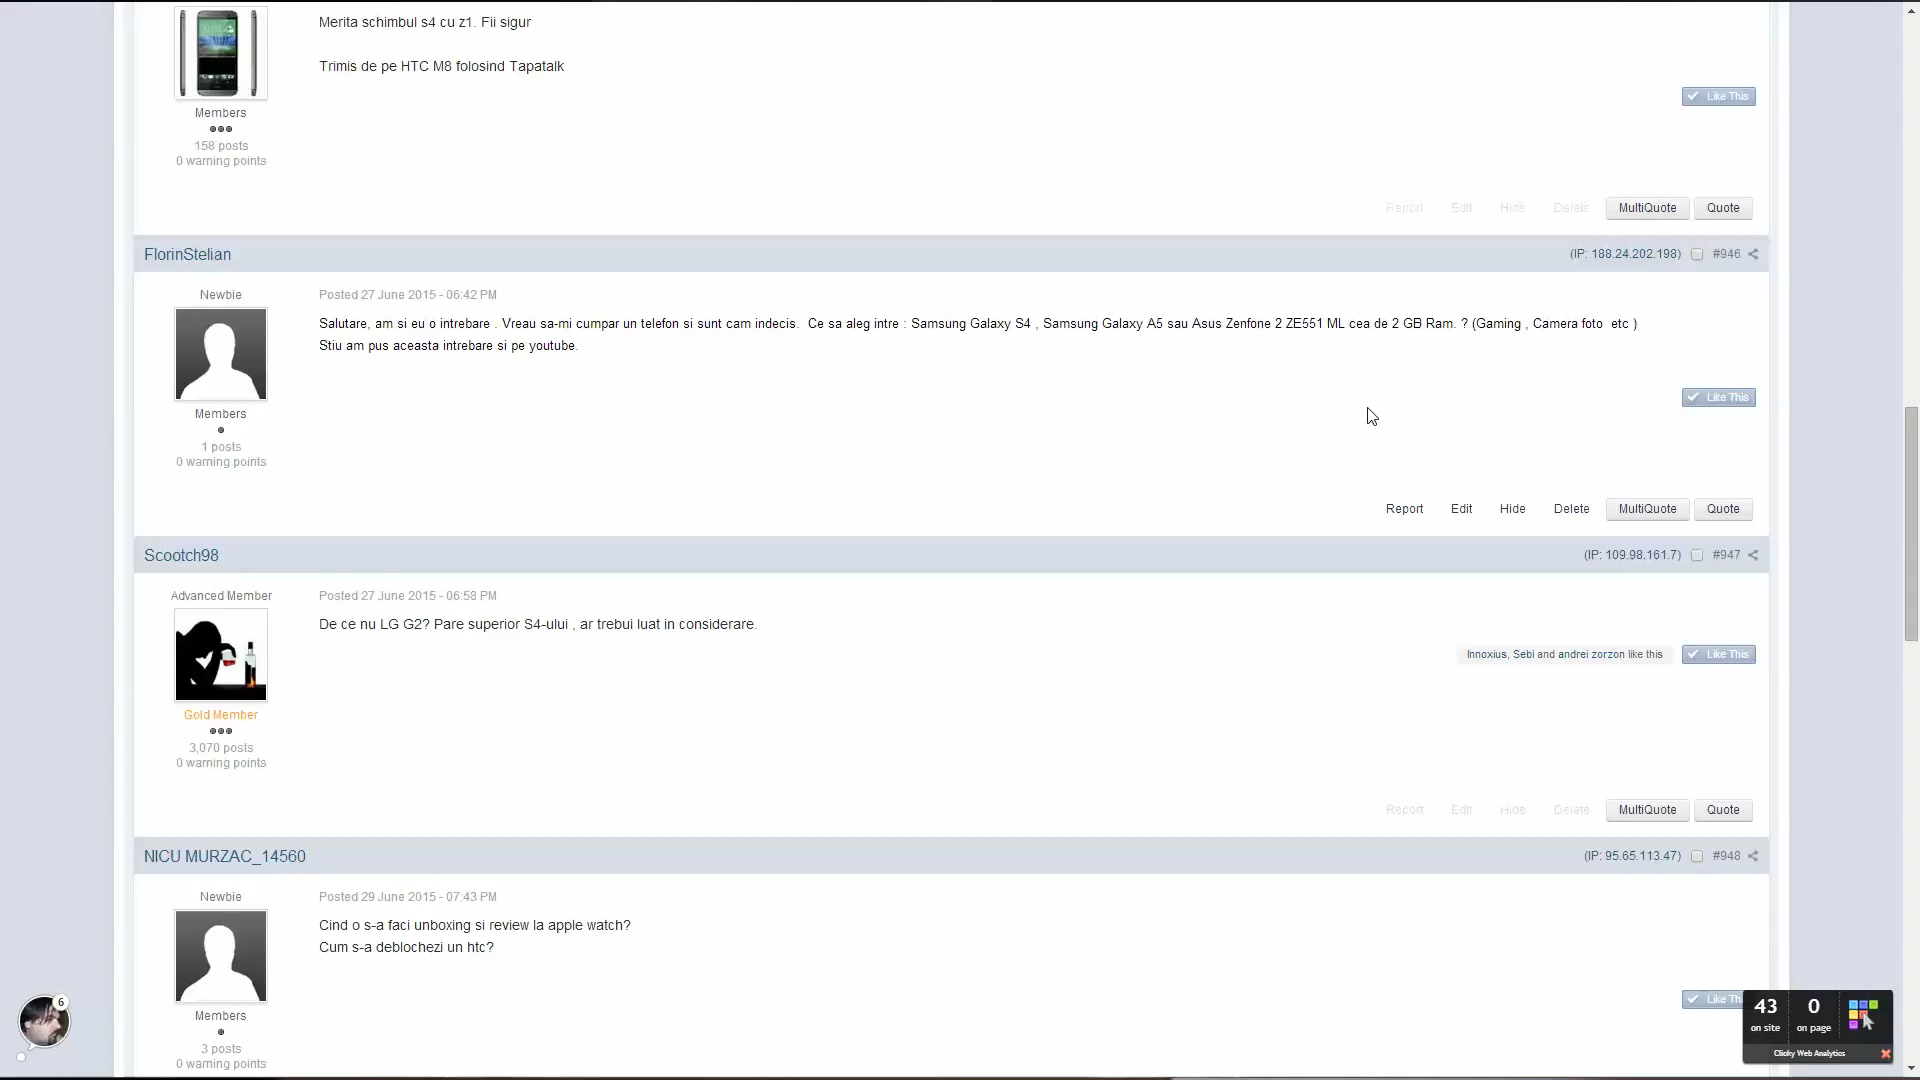 Merita schimbul s4 cu z1. Fii sigur
Trimis de pe HTC M8 folosind Tapatalk
Like This
Members
158 posts
0 warning points
Report Edit Hide Delete MultiQuote Quote
FlorinStelian (IP: 188.24.202.198) #946
Newbie
Posted 27 June 2015 - 06:42 PM
Salutare, am si eu o intrebare . Vreau sa-mi cumpar un telefon si sunt cam indecis. Ce sa aleg intre : Samsung Galaxy S4 , Samsung Galaxy A5 sau Asus Zenfone 2 ZE551 ML cea de 2 GB Ram. ? (Gaming , Camera foto etc )
Stiu am pus aceasta intrebare si pe youtube.
Like This
Members
1 posts
0 warning points
Report Edit Hide Delete MultiQuote Quote
Scootch98 (IP: 109.98.161.7) #947
Advanced Member
Posted 27 June 2015 - 06:58 PM
De ce nu LG G2? Pare superior S4-ului , ar trebui luat in considerare.
Innoxius, Sebi and andrei zorzon like this Like This
Gold Member
3,070 posts
0 warning points
Report Edit Hide Delete MultiQuote Quote
NICU MURZAC_14560 (IP: 95.65.113.47) #948
Newbie
Posted 29 June 2015 - 07:43 PM
Cind o s-a faci unboxing si review la apple watch?
Cum s-a deblochezi un htc?
Like Th
Members
3 posts
0 warning points
6
43 0
on site on page
Clicky Web Analytics